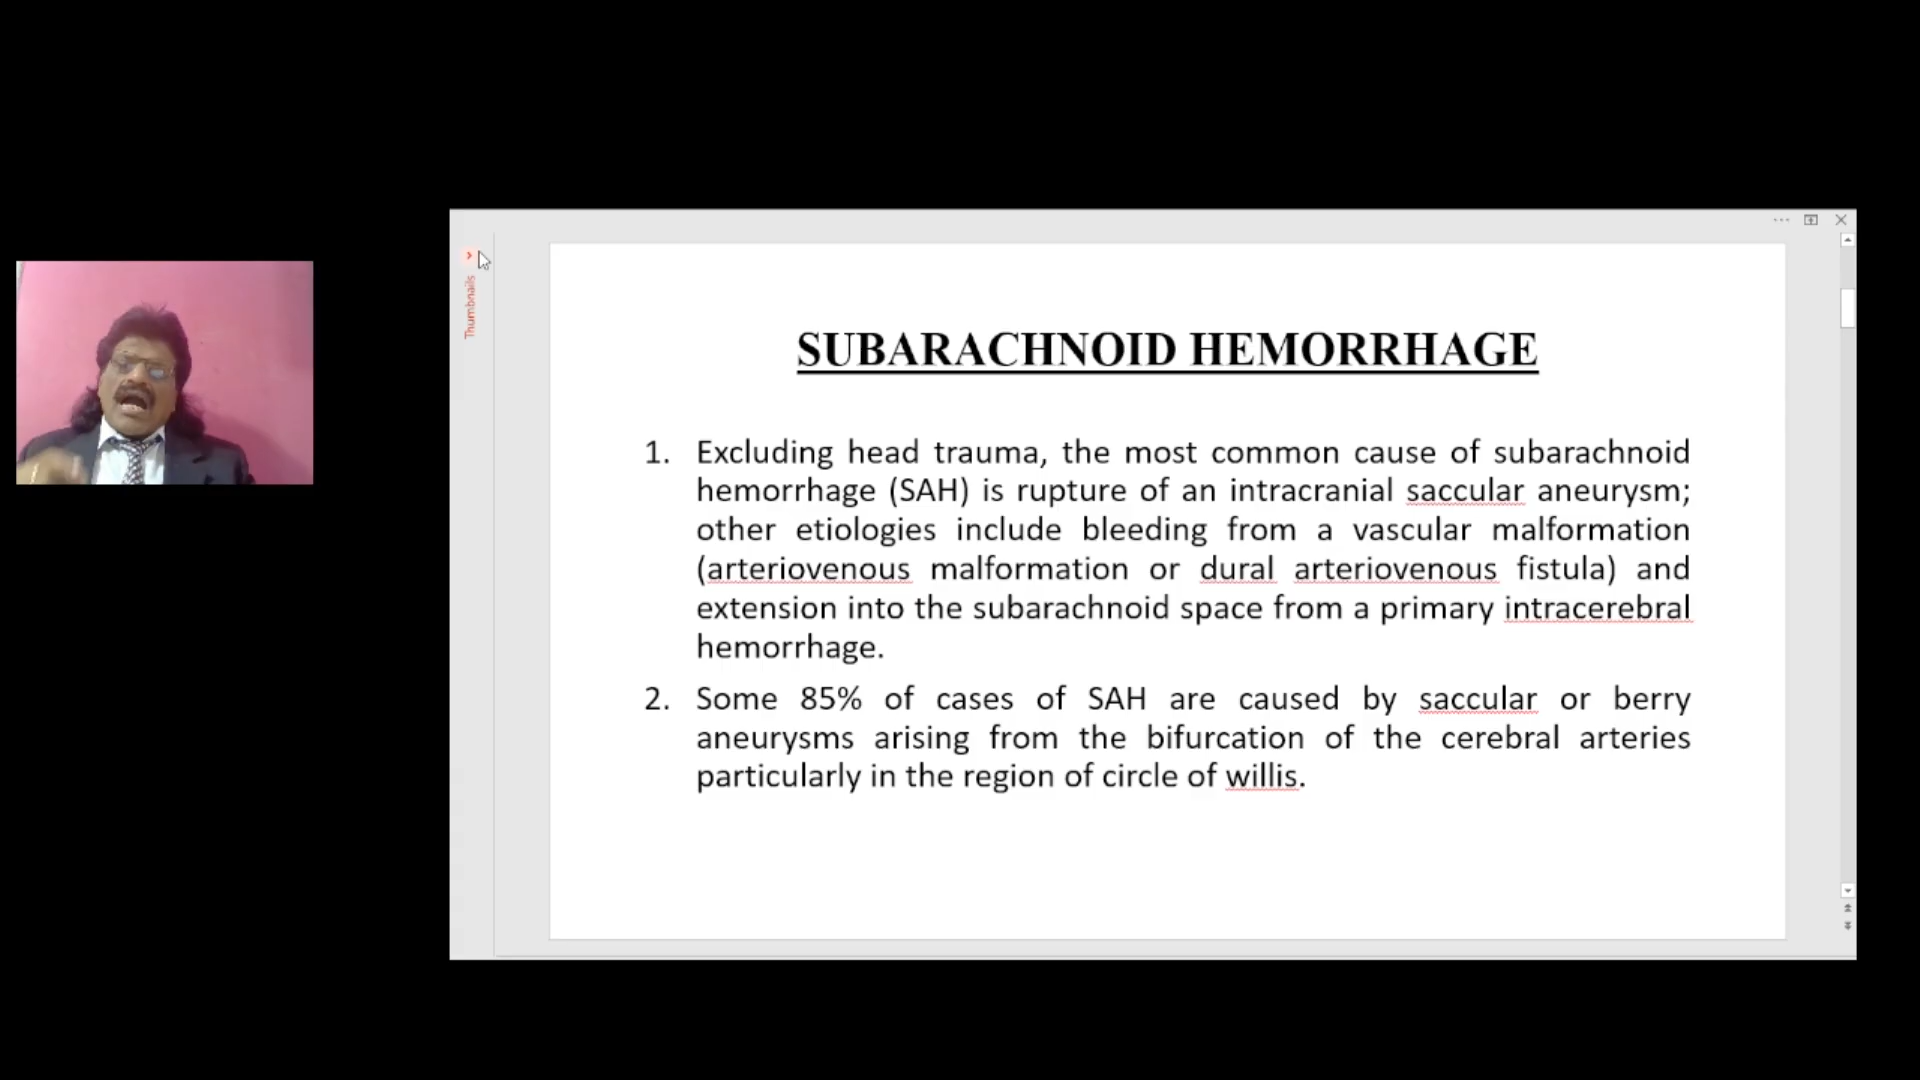 Thumbnails
SUBARACHNOID HEMORRHAGE
1. Excluding head trauma, the most common cause of subarachnoid
hemorrhage (SAH) is rupture of an intracranial saccular aneurysm;
other etiologies include bleeding from a vascular malformation
(arteriovenous malformation or dural arteriovenous fistula) and
extension into the subarachnoid space from a primary intracerebral
hemorrhage.
2. Some 85% of cases of SAH are caused by saccular or berry
aneurysms arising from the bifurcation of the cerebral arteries
particularly in the region of circle of willis.